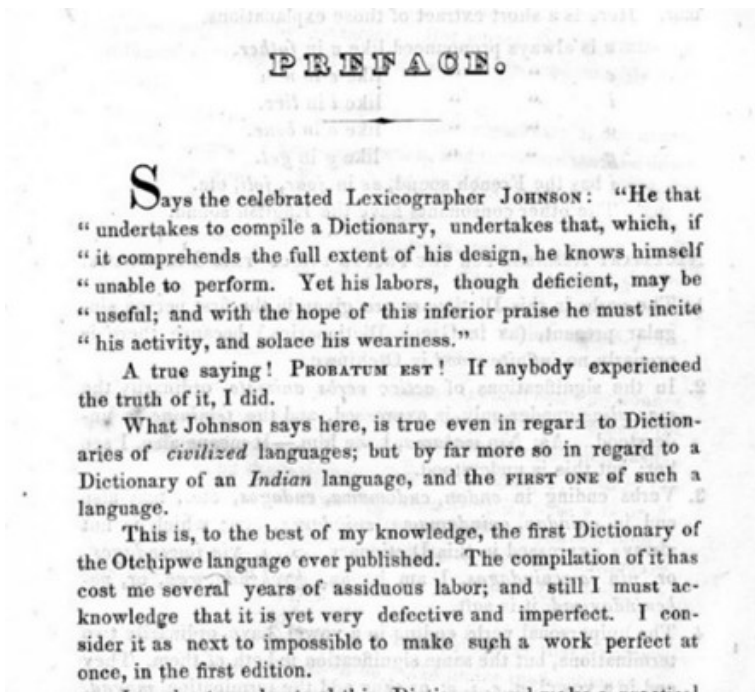 PREFACE.
Says the celebrated Lexicographer JOHNSON: "He that
" undertakes to compile a Dictionary, undertakes that, which, if
" it comprehends the full extent of his design, he knows himself
" unable to perform. Yet his labors, though deficient, may be
" useful; and with the hope of this inferior praise he must incite
" his activity, and solace his weariness."
A true saying! PROBATUM EST! If anybody experienced
the truth of it, I did.
What Johnson says here, is true even in regard to Diction-
aries of civilized languages; but by far more so in regard to a
Dictionary of an Indian language, and the FIRST ONE of such a
language.
This is, to the best of my knowledge, the first Dictionary of
the Otchipwe language ever published. The compilation of it has
cost me several years of assiduous labor; and still I must ac-
knowledge that it is yet very defective and imperfect. I con-
sider it as next to impossible to make such a work perfect at
once, in the first edition.